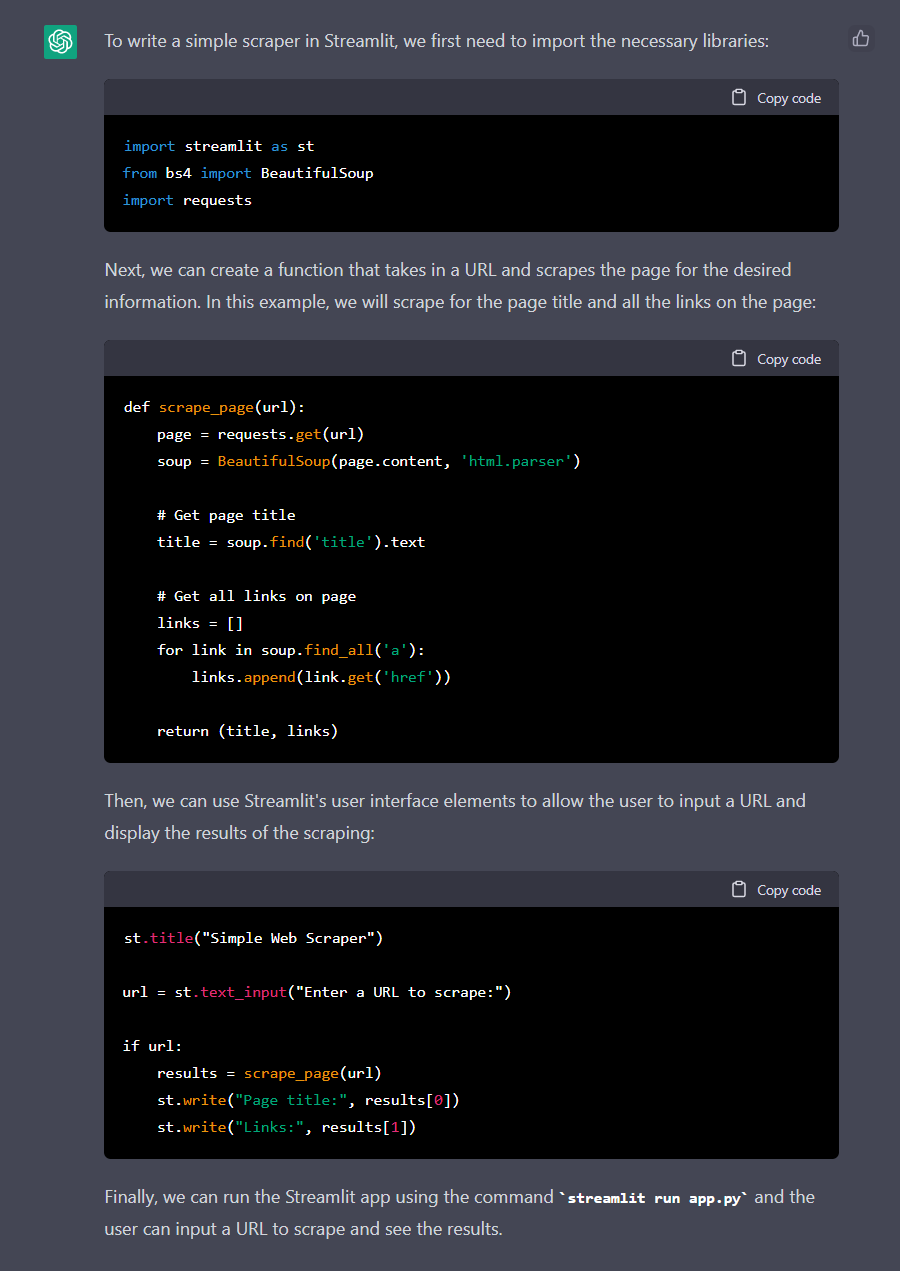 To write a simple scraper in Streamlit, we first need to import the necessary libraries:
Copy code
import streamlit as st
from bs4 import BeautifulSoup
import requests
Next, we can create a function that takes in a URL and scrapes the page for the desired
information. In this example, we will scrape for the page title and all the links on the page:
Copy code
def scrape_page(url):
    page = requests.get(url)
    soup = BeautifulSoup(page.content, 'html.parser')

    # Get page title
    title = soup.find('title').text

    # Get all links on page
    links = []
    for link in soup.find_all('a'):
        links.append(link.get('href'))

    return (title, links)
Then, we can use Streamlit's user interface elements to allow the user to input a URL and
display the results of the scraping:
Copy code
st.title("Simple Web Scraper")

url = st.text_input("Enter a URL to scrape:")

if url:
    results = scrape_page(url)
    st.write("Page title:", results[0])
    st.write("Links:", results[1])
Finally, we can run the Streamlit app using the command `streamlit run app.py` and the
user can input a URL to scrape and see the results.